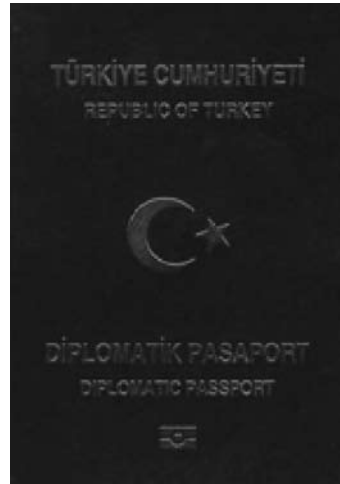 TÜRKİYE CUMHURİYETİ
REPUBLIC OF TURKEY
DİPLOMATİK PASAPORT
DIPLOMATIC PASSPORT